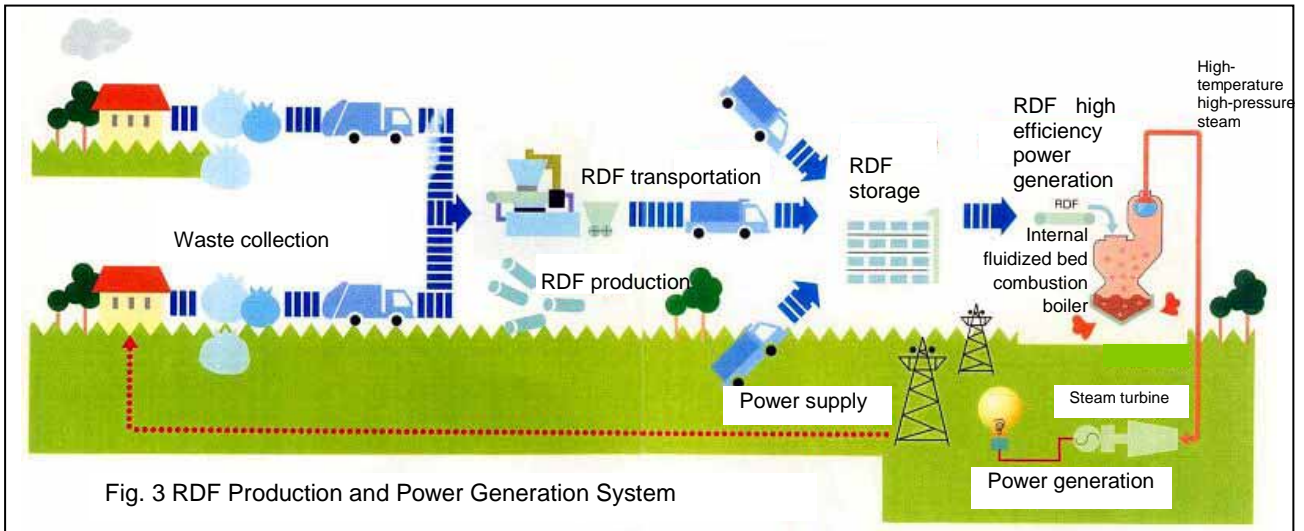 High-
temperature
high-pressure
steam
RDF high
efficiency
power
generation
RDF
storage
RDF transportation
RDF
Waste collection
Internal
fluidized bed
combustion
boiler
RDF production
Power supply
Steam turbine
Power generation
Fig. 3 RDF Production and Power Generation System